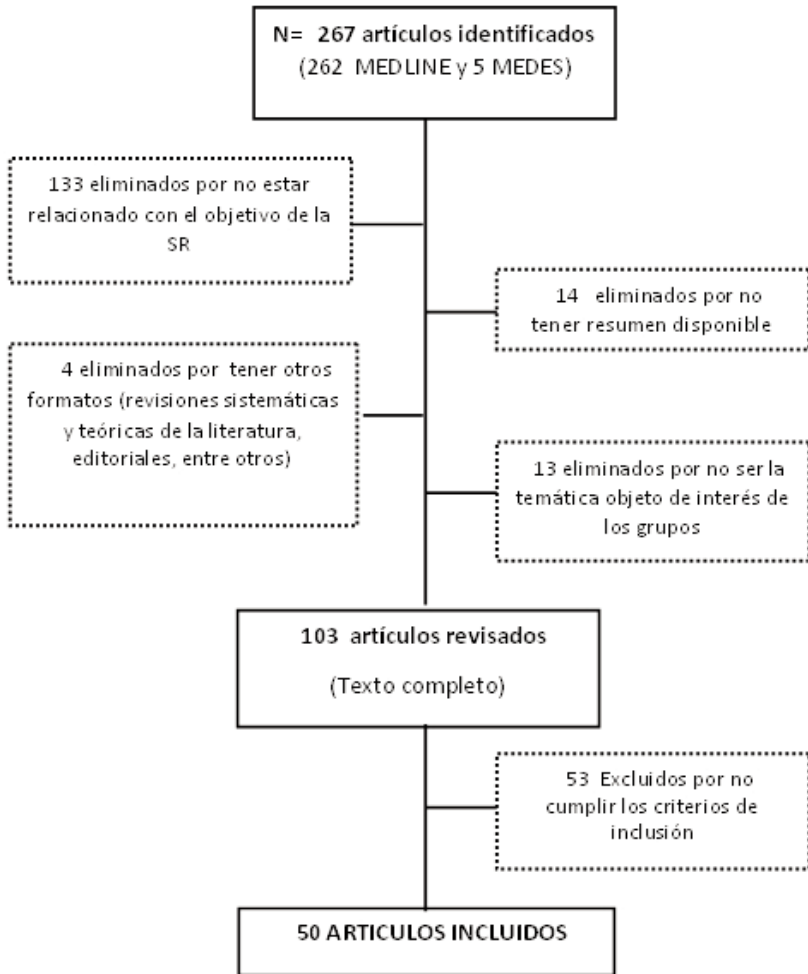 N= 267 artículos identificados
(262 MEDLINE y 5 MEDES)
133 eliminados por no estar
relacionado con el objetivo de la
SR
14 eliminados por no
tener resumen disponible
4 eliminados por tener otros
formatos (revisiones sistemáticas
y teóricas de la literatura,
editoriales, entre otros)
13 eliminados por no ser la
temática objeto de interés de
los grupos
103 artículos revisados
(Texto completo)
53 Excluidos por no
cumplir los criterios de
inclusión
50 ARTICULOS INCLUIDOS